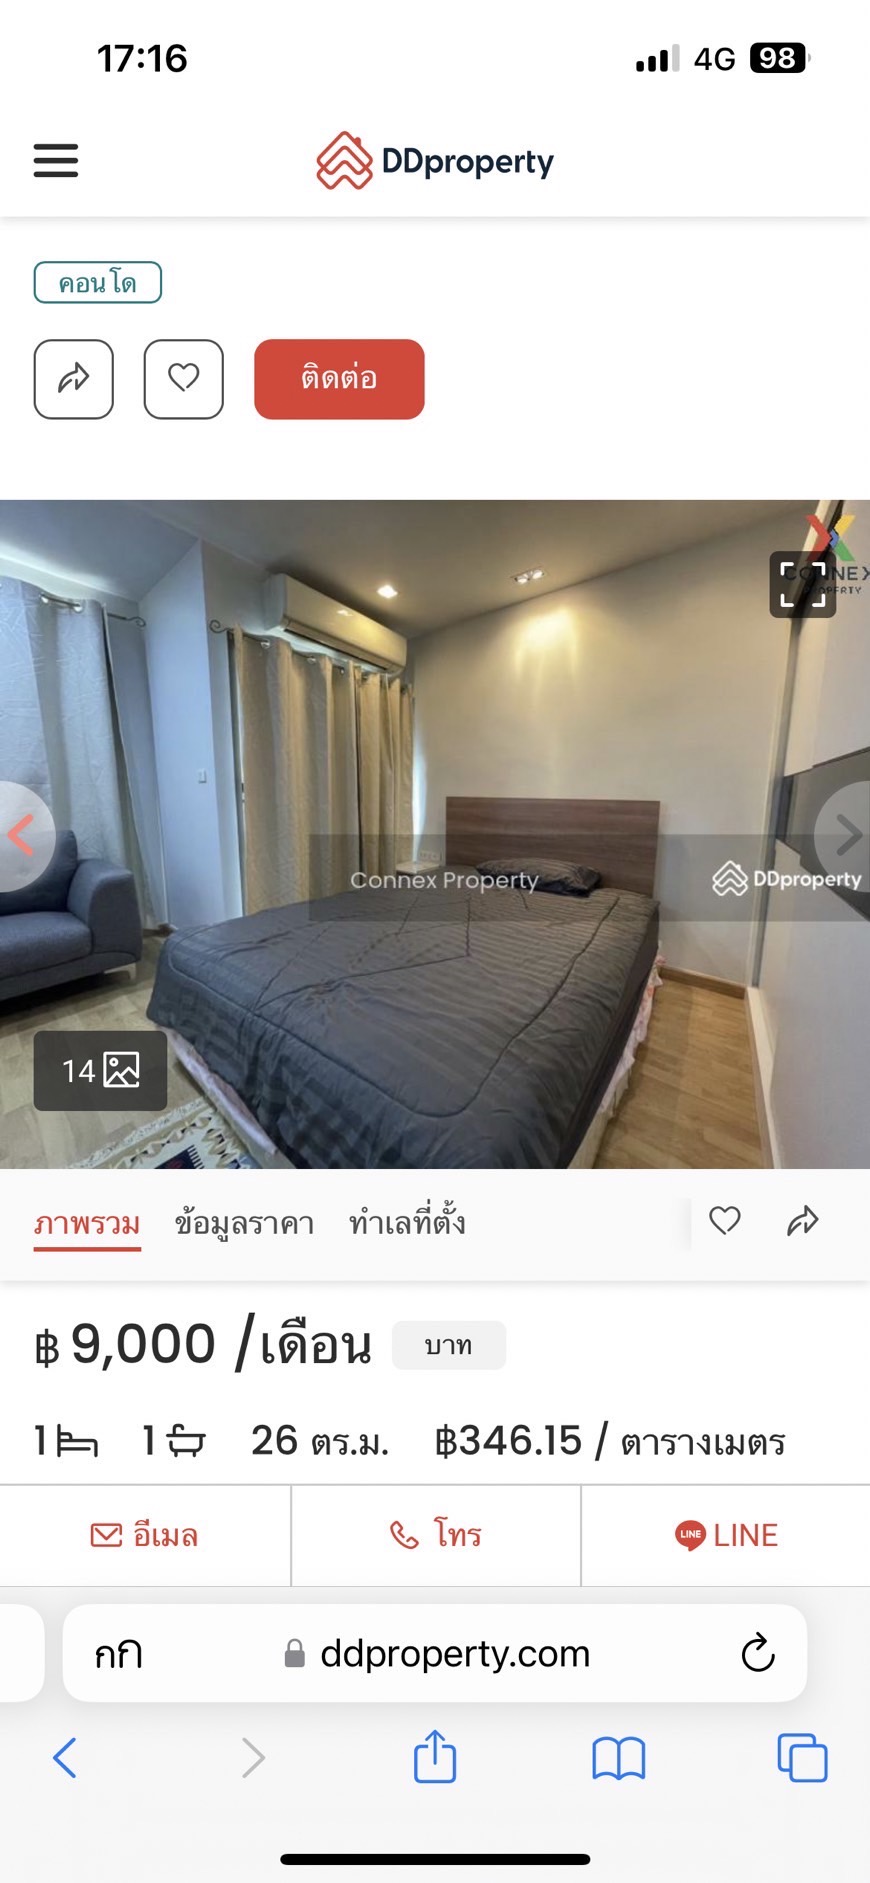 17:16
4G 98
DDproperty
คอนโด
ติดต่อ
CONNEX
PROPERTY
Connex Property
DDproperty
14
ภาพรวม ข้อมูลราคา ทำเลที่ตั้ง
฿ 9,000 /เดือน บาท
1 1 26 ตร.ม. ฿346.15 / ตารางเมตร
อีเมล โทร LINE LINE
กก ddproperty.com